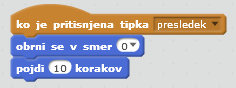 ko je pritisnjena tipka presledek
obrni se v smer 0
pojdi 10 korakov